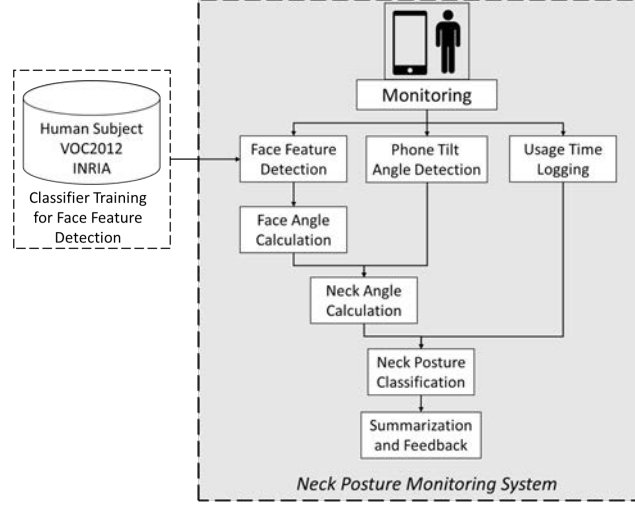 Monitoring
Human Subject
VOC2012
INRIA
Classifier Training
for Face Feature
Detection
Face Feature
Detection
Phone Tilt
Angle Detection
Usage Time
Logging
Face Angle
Calculation
Neck Angle
Calculation
Neck Posture
Classification
Summarization
and Feedback
Neck Posture Monitoring System